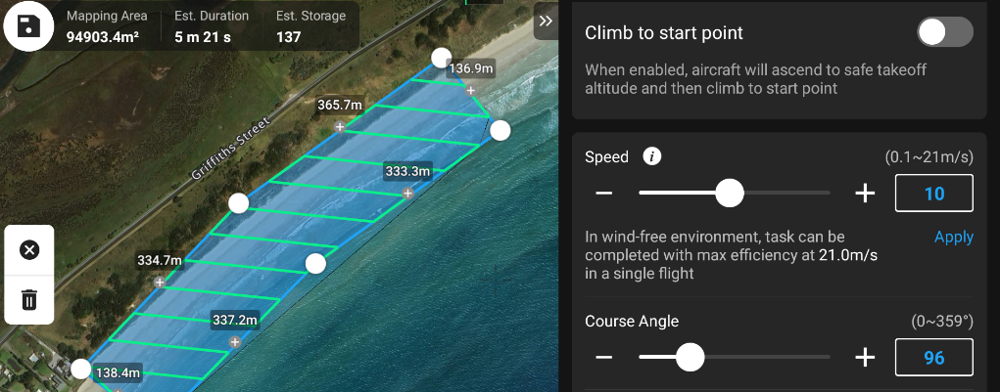 Mapping Area
Est. Duration
Est. Storage
94903.4m²
5 m 21 s
137
136.9m
365.7m
Griffiths Street
333.3m
334.7m
337.2m
138.4m
Climb to start point
When enabled, aircraft will ascend to safe takeoff
altitude and then climb to start point
Speed
i
(0.1~21m/s)
10
In wind-free environment, task can be
completed with max efficiency at 21.0m/s
in a single flight
Apply
Course Angle
(0~359°)
96